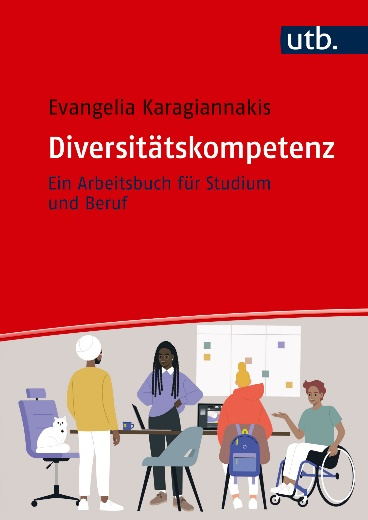 utb.
Evangelia Karagiannakis
Diversitätskompetenz
Ein Arbeitsbuch für Studium
und Beruf